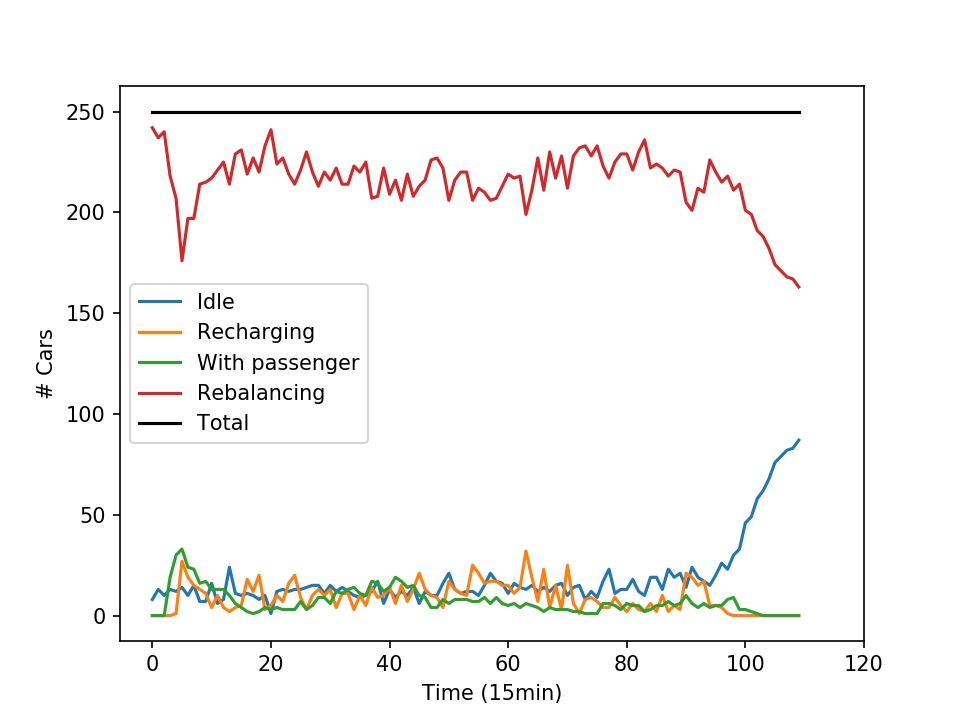 250
200
150
100
50
0
# Cars
Idle
Recharging
With passenger
Rebalancing
Total
0 20 40 60 80 100 120
Time (15min)